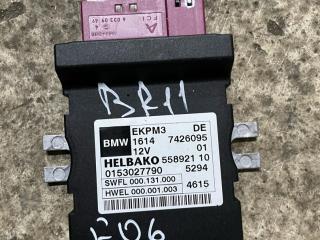 BR11
BMW EKPM3 DE
1614 7426095
12V 01
HELBAKO 558921 10
0153027790 5294
SWFL 000.131.000
HWEL 000.001.003 4615